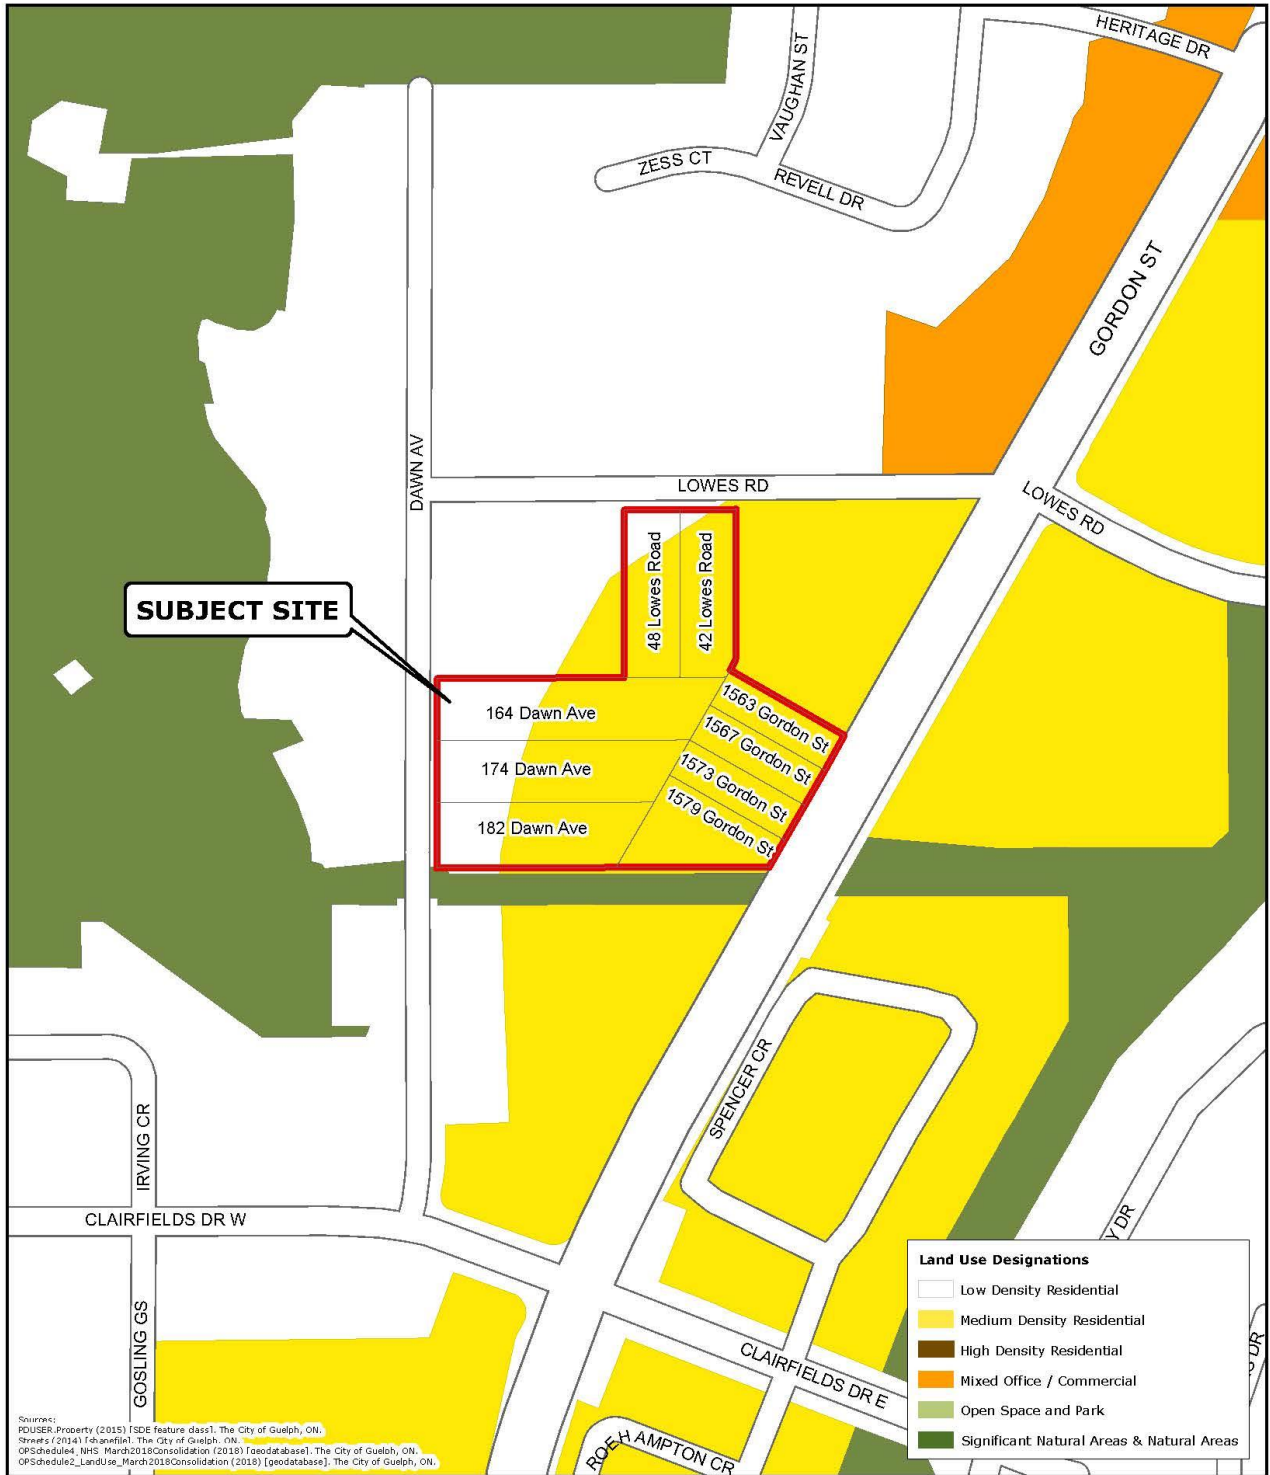 HERITAGE DR
VAUGHAN ST
ZESS CT
REVELL DR
GORDON ST
DAWN AV
LOWES RD
LOWES RD
48 Lowes Road
42 Lowes Road
SUBJECT SITE
164 Dawn Ave
174 Dawn Ave
182 Dawn Ave
1563 Gordon St
1567 Gordon St
1573 Gordon St
1579 Gordon St
SPENCER CR
IRVING CR
CLAIRFIELDS DR W
GOSLING GS
CLAIRFIELDS DR E
ROEHAMPTON CR
Y DR
DR
Land Use Designations
Low Density Residential
Medium Density Residential
High Density Residential
Mixed Office / Commercial
Open Space and Park
Significant Natural Areas & Natural Areas
Sources:
PDUSER.Property (2015) [SDE feature class]. The City of Guelph, ON.
Streets (2014) [shapefile]. The City of Guelph, ON.
OPSchedule4_NHS_March2018Consolidation (2018) [geodatabase]. The City of Guelph, ON.
OPSchedule2_LandUse_March2018Consolidation (2018) [geodatabase]. The City of Guelph, ON.